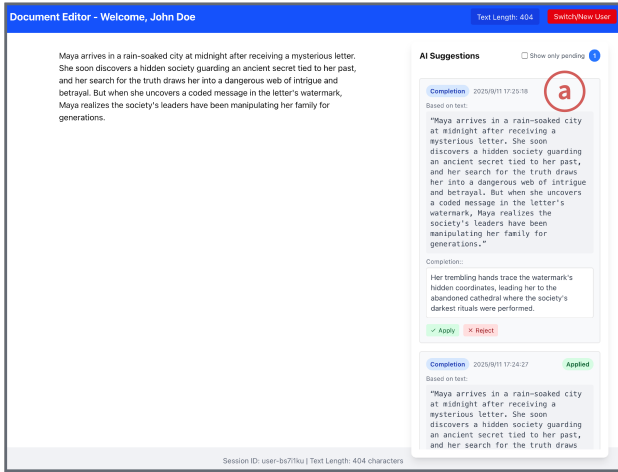 Document Editor - Welcome, John Doe
Text Length: 404
Switch/New User
Maya arrives in a rain-soaked city at midnight after receiving a mysterious letter.
She soon discovers a hidden society guarding an ancient secret tied to her past,
and her search for the truth draws her into a dangerous web of intrigue and
betrayal. But when she uncovers a coded message in the letter's watermark,
Maya realizes the society's leaders have been manipulating her family for
generations.
AI Suggestions
Show only pending
1
Completion 2025/9/11 17:25:18
a
Based on text:
"Maya arrives in a rain-soaked city
at midnight after receiving a
mysterious letter. She soon
discovers a hidden society guarding
an ancient secret tied to her past,
and her search for the truth draws
her into a dangerous web of intrigue
and betrayal. But when she uncovers
a coded message in the letter's
watermark, Maya realizes the
society's leaders have been
manipulating her family for
generations."
Completion::
Her trembling hands trace the watermark's
hidden coordinates, leading her to the
abandoned cathedral where the society's
darkest rituals were performed.
✓ Apply
✕ Reject
Completion 2025/9/11 17:24:27
Applied
Based on text:
"Maya arrives in a rain-soaked city
at midnight after receiving a
mysterious letter. She soon
discovers a hidden society guarding
an ancient secret tied to her past,
and her search for the truth draws
Session ID: user-bs7i1ku | Text Length: 404 characters